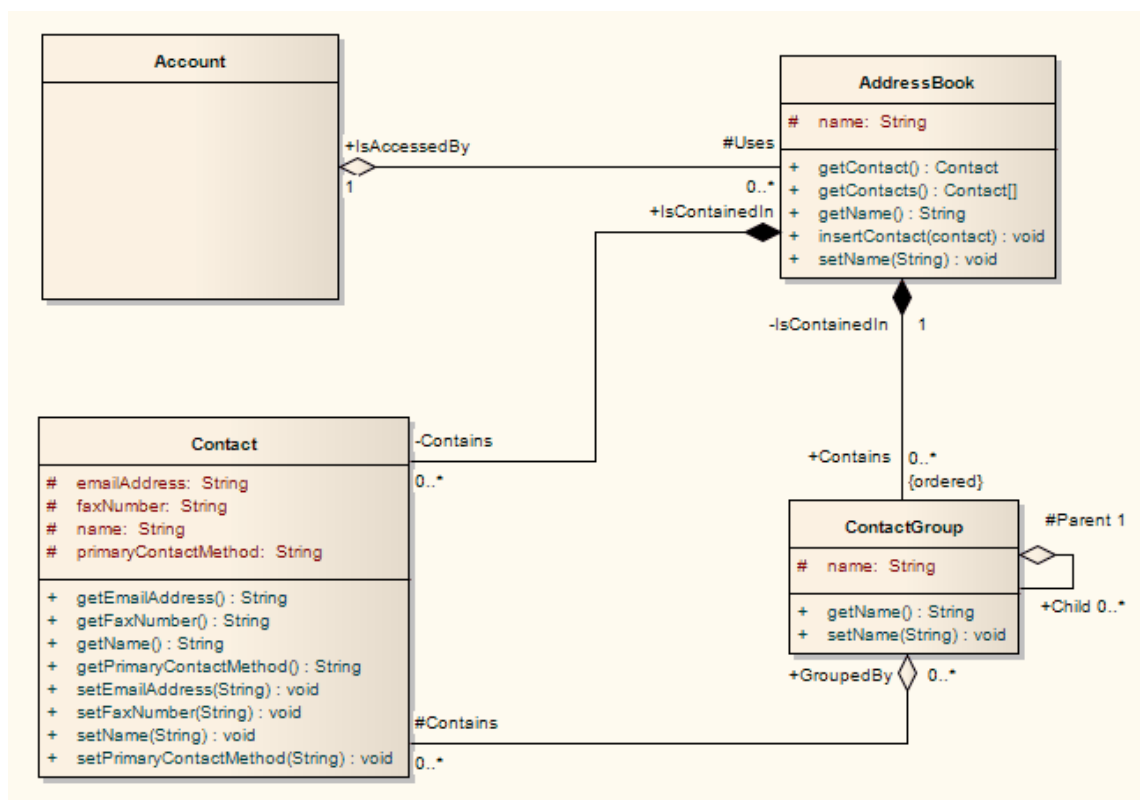 Account
+IsAccessedBy
1
#Uses
0..*
AddressBook
# name: String
+ getContact() : Contact
+ getContacts() : Contact[]
+ getName() : String
+ insertContact(contact) : void
+ setName(String) : void
+IsContainedIn
-IsContainedIn 1
+Contains 0..*
{ordered}
Contact
# emailAddress: String
# faxNumber: String
# name: String
# primaryContactMethod: String
+ getEmailAddress() : String
+ getFaxNumber() : String
+ getName() : String
+ getPrimaryContactMethod() : String
+ setEmailAddress(String) : void
+ setFaxNumber(String) : void
+ setName(String) : void
+ setPrimaryContactMethod(String) : void
-Contains
0..*
ContactGroup
# name: String
+ getName() : String
+ setName(String) : void
#Parent 1
+Child 0..*
+GroupedBy 0..*
#Contains
0..*